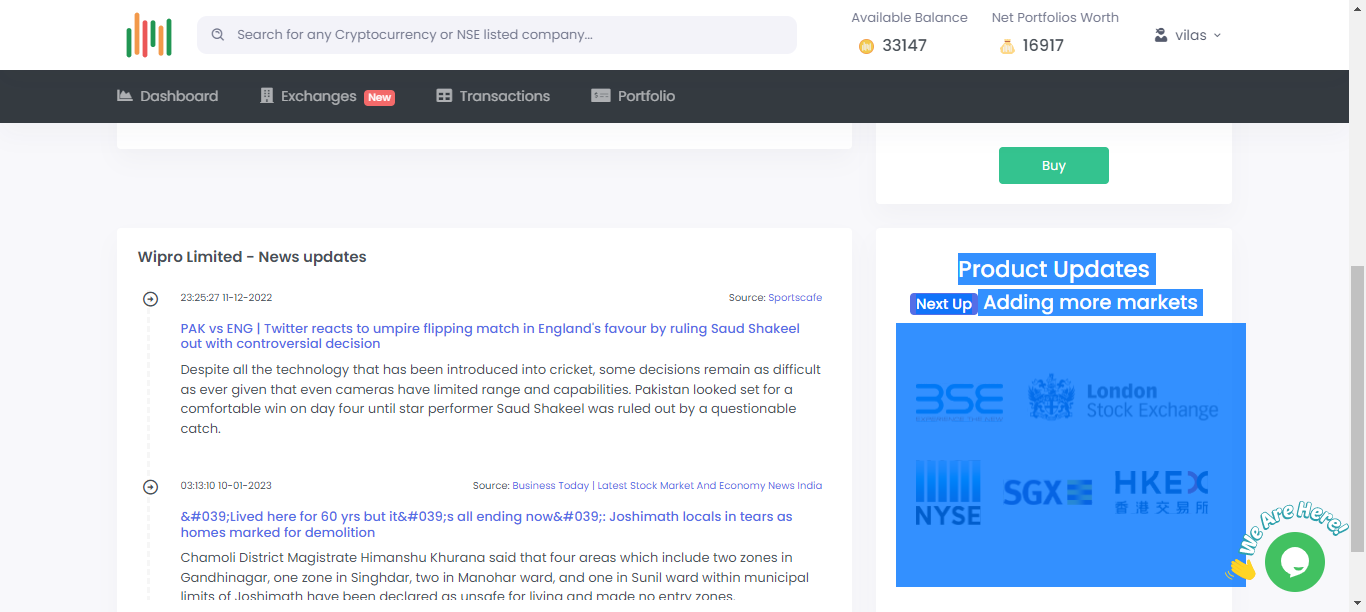 Search for any Cryptocurrency or NSE listed company...
Available Balance
33147
Net Portfolios Worth
16917
vilas
Dashboard
Exchanges New
Transactions
Portfolio
Buy
Wipro Limited - News updates
23:25:27 11-12-2022
Source: Sportscafe
PAK vs ENG | Twitter reacts to umpire flipping match in England's favour by ruling Saud Shakeel
out with controversial decision
Despite all the technology that has been introduced into cricket, some decisions remain as difficult
as ever given that even cameras have limited range and capabilities. Pakistan looked set for a
comfortable win on day four until star performer Saud Shakeel was ruled out by a questionable
catch.
03:13:10 10-01-2023
Source: Business Today | Latest Stock Market And Economy News India
&#039;Lived here for 60 yrs but it&#039;s all ending now&#039;: Joshimath locals in tears as
homes marked for demolition
Chamoli District Magistrate Himanshu Khurana said that four areas which include two zones in
Gandhinagar, one zone in Singhdar, two in Manohar ward, and one in Sunil ward within municipal
limits of Joshimath have been declared as unsafe for living and made no entry zones.
Product Updates
Next Up Adding more markets
BSE
London
Stock Exchange
NYSE
SGX
HKEX
香港交易所
We Are Here!